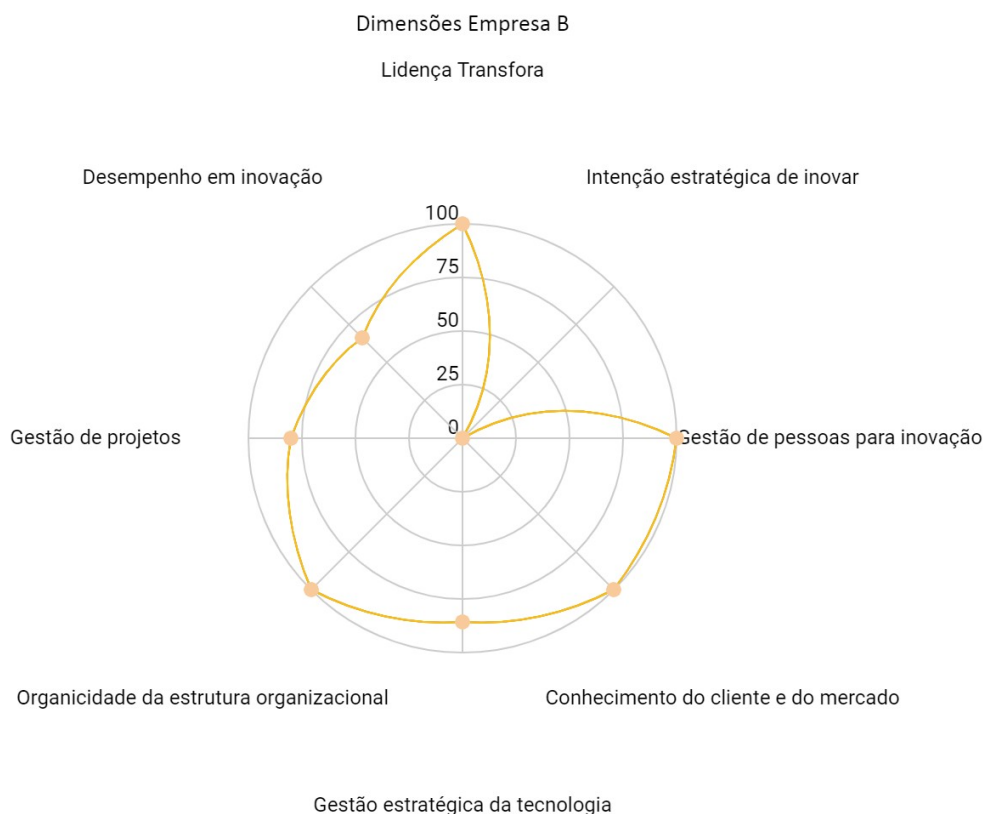 Dimensões Empresa B
Lidença Transfora
Desempenho em inovação
Intenção estratégica de inovar
100
75
50
25
0
Gestão de projetos
Gestão de pessoas para inovação
Organicidade da estrutura organizacional
Conhecimento do cliente e do mercado
Gestão estratégica da tecnologia